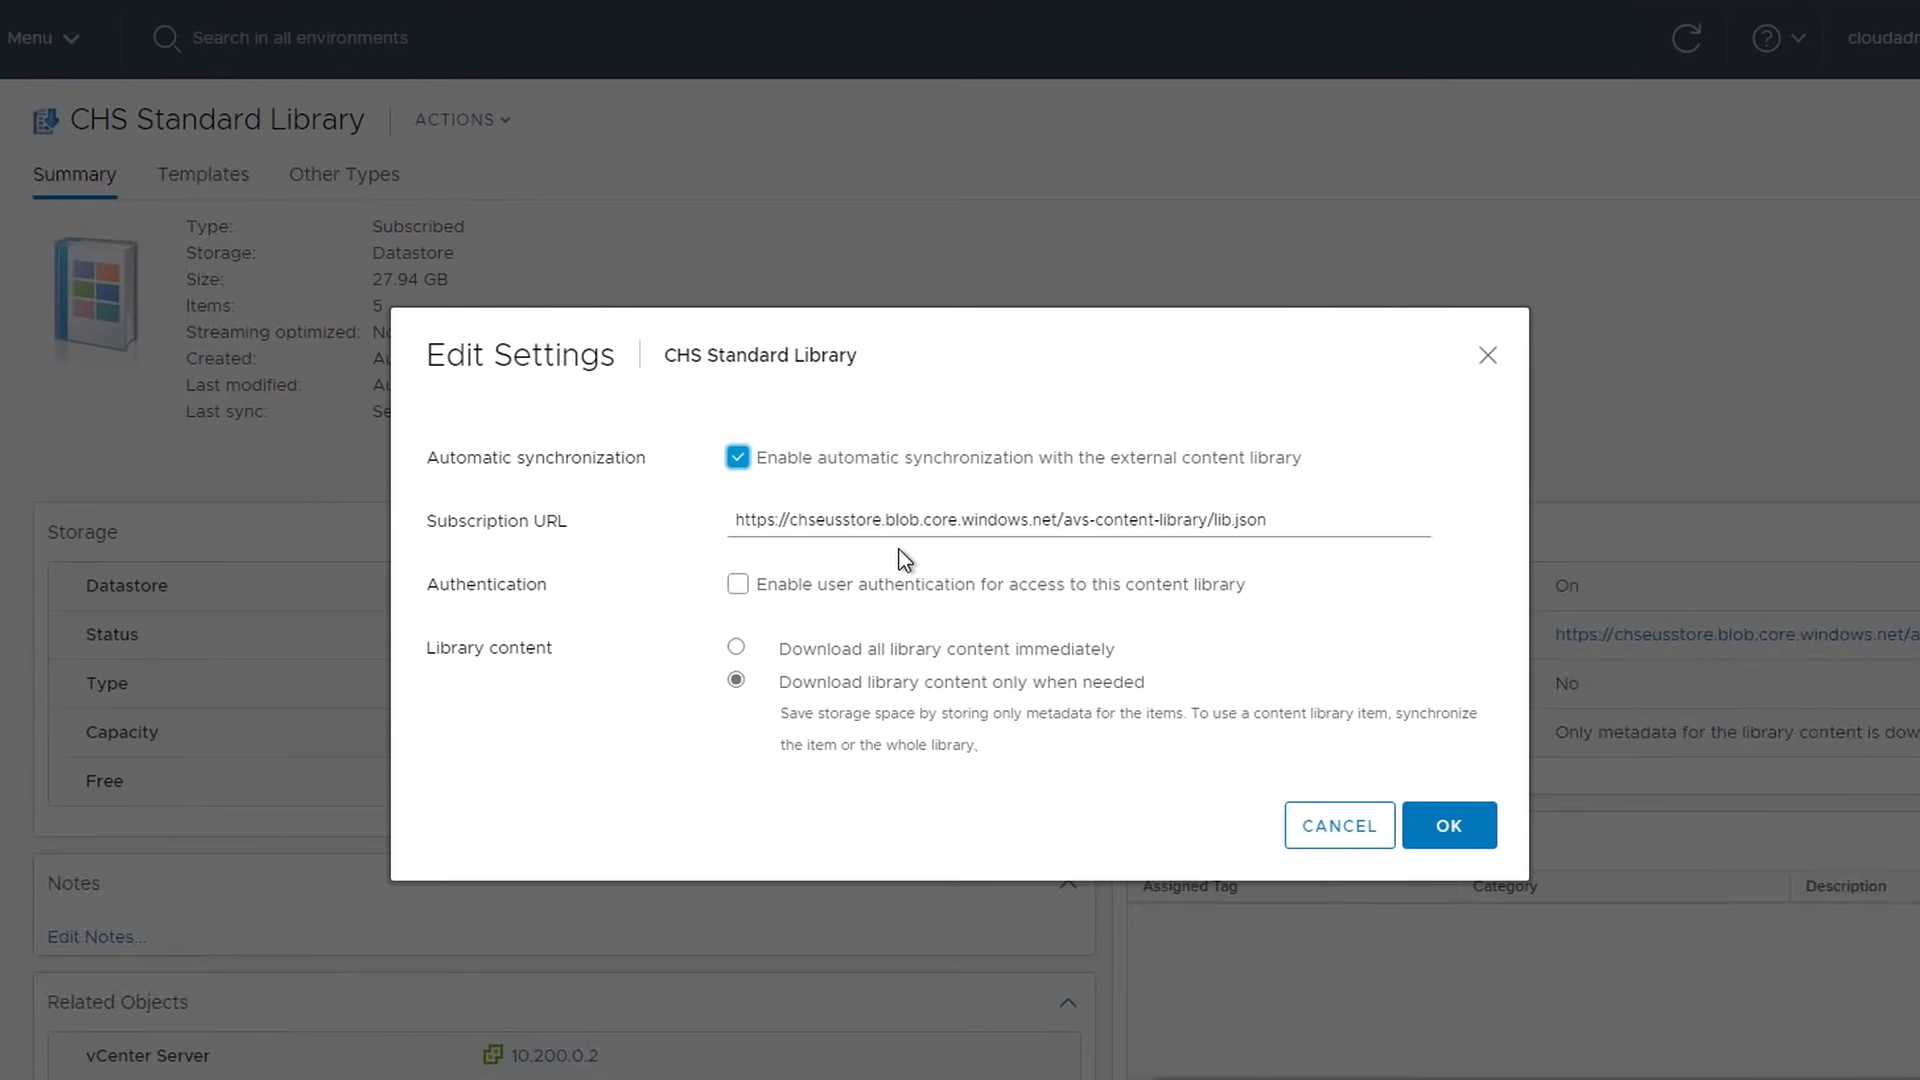 Menu
Search in all environments
cloudadr
CHS Standard Library
ACTIONS
Summary
Templates
Other Types
Type: Subscribed
Storage: Datastore
Size: 27.94 GB
Items: 5
Streaming optimized: No
Created: Au
Last modified: Au
Last sync: Se
Edit Settings
CHS Standard Library
Automatic synchronization
Enable automatic synchronization with the external content library
Subscription URL
https://chseusstore.blob.core.windows.net/avs-content-library/lib.json
Authentication
Enable user authentication for access to this content library
Library content
Download all library content immediately
Download library content only when needed
Save storage space by storing only metadata for the items. To use a content library item, synchronize
the item or the whole library、
CANCEL
OK
Storage
Datastore
Status
Type
Capacity
Free
On
https://chseusstore.blob.core.windows.net/a
No
Only metadata for the library content is dow
Notes
Edit Notes...
Assigned Tag
Category
Description
Related Objects
vCenter Server
10.200.0.2